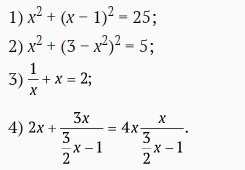 1) x² + (x − 1)² = 25;
2) x² + (3 − x²)² = 5;
3) 1/x + x = 2;
4) 2x + 3x/(3/2 x − 1) = 4x x/(3/2 x − 1).